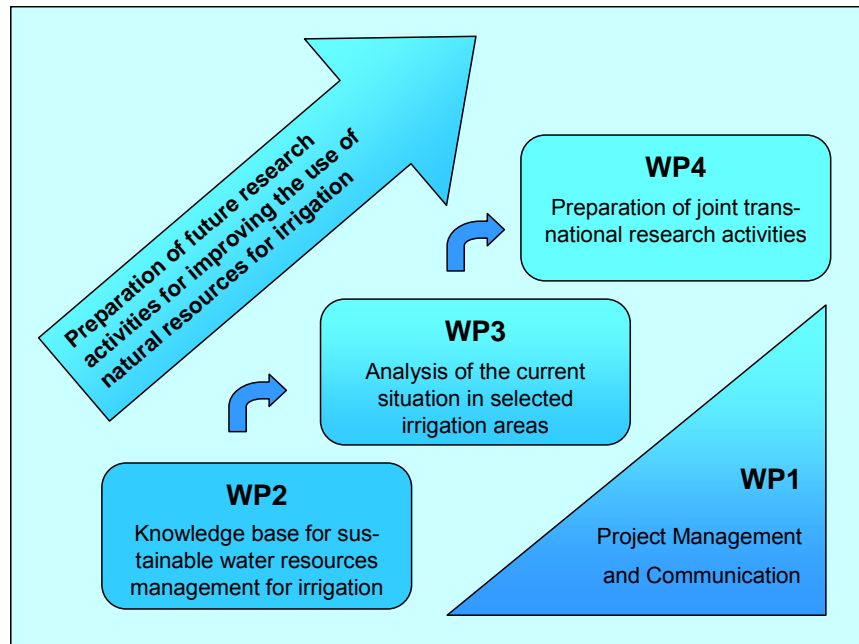 Preparation of future research
activities for improving the use of
natural resources for irrigation
WP4
Preparation of joint trans-
national research activities
WP3
Analysis of the current
situation in selected
irrigation areas
WP2
Knowledge base for sus-
tainable water resources
management for irrigation
WP1
Project Management
and Communication